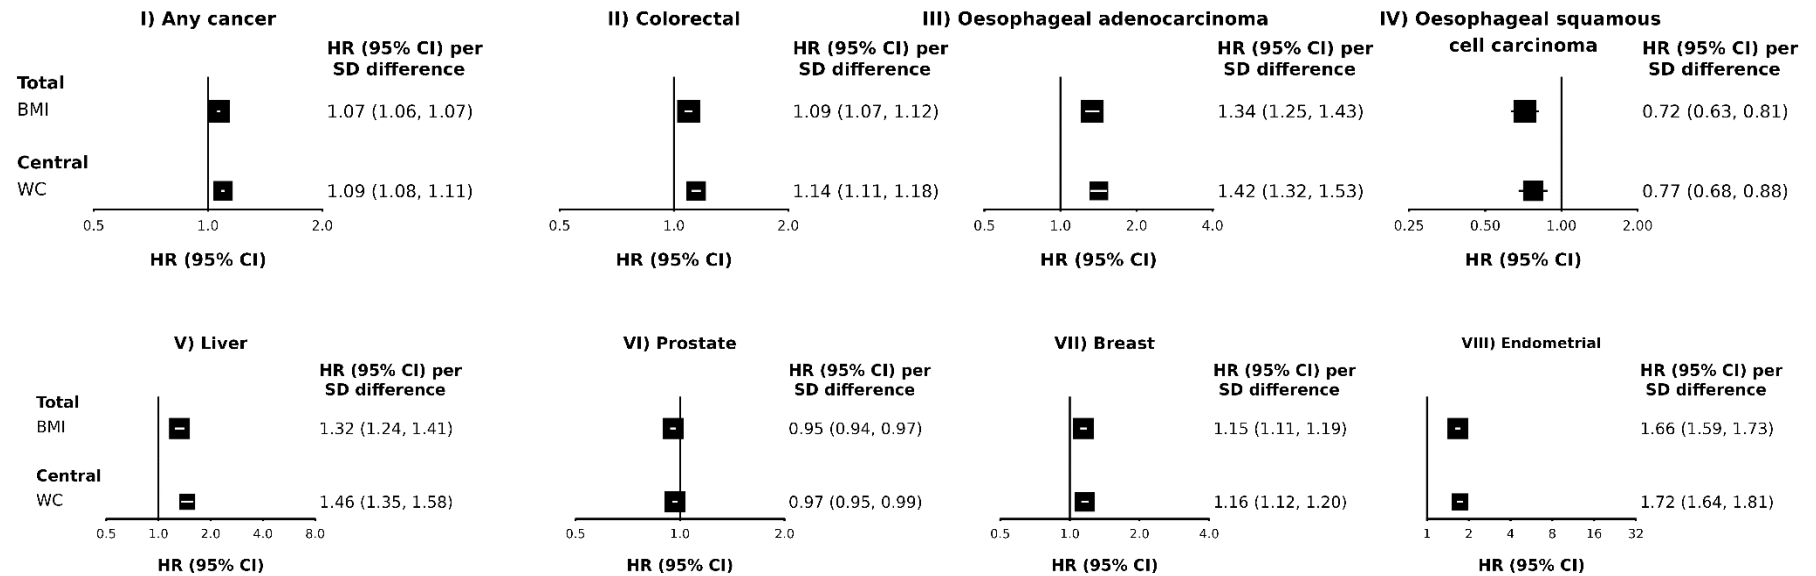 I) Any cancer
HR (95% CI) per
SD difference
Total
BMI
1.07 (1.06, 1.07)
Central
WC
1.09 (1.08, 1.11)
0.5 1.0 2.0
HR (95% CI)
II) Colorectal
HR (95% CI) per
SD difference
1.09 (1.07, 1.12)
1.14 (1.11, 1.18)
0.5 1.0 2.0
HR (95% CI)
III) Oesophageal adenocarcinoma
HR (95% CI) per
SD difference
1.34 (1.25, 1.43)
1.42 (1.32, 1.53)
0.5 1.0 2.0 4.0
HR (95% CI)
IV) Oesophageal squamous
cell carcinoma
HR (95% CI) per
SD difference
0.72 (0.63, 0.81)
0.77 (0.68, 0.88)
0.25 0.50 1.00 2.00
HR (95% CI)
V) Liver
HR (95% CI) per
SD difference
Total
BMI
1.32 (1.24, 1.41)
Central
WC
1.46 (1.35, 1.58)
0.5 1.0 2.0 4.0 8.0
HR (95% CI)
VI) Prostate
HR (95% CI) per
SD difference
0.95 (0.94, 0.97)
0.97 (0.95, 0.99)
0.5 1.0 2.0
HR (95% CI)
VII) Breast
HR (95% CI) per
SD difference
1.15 (1.11, 1.19)
1.16 (1.12, 1.20)
0.5 1.0 2.0 4.0
HR (95% CI)
VIII) Endometrial
HR (95% CI) per
SD difference
1.66 (1.59, 1.73)
1.72 (1.64, 1.81)
1 2 4 8 16 32
HR (95% CI)